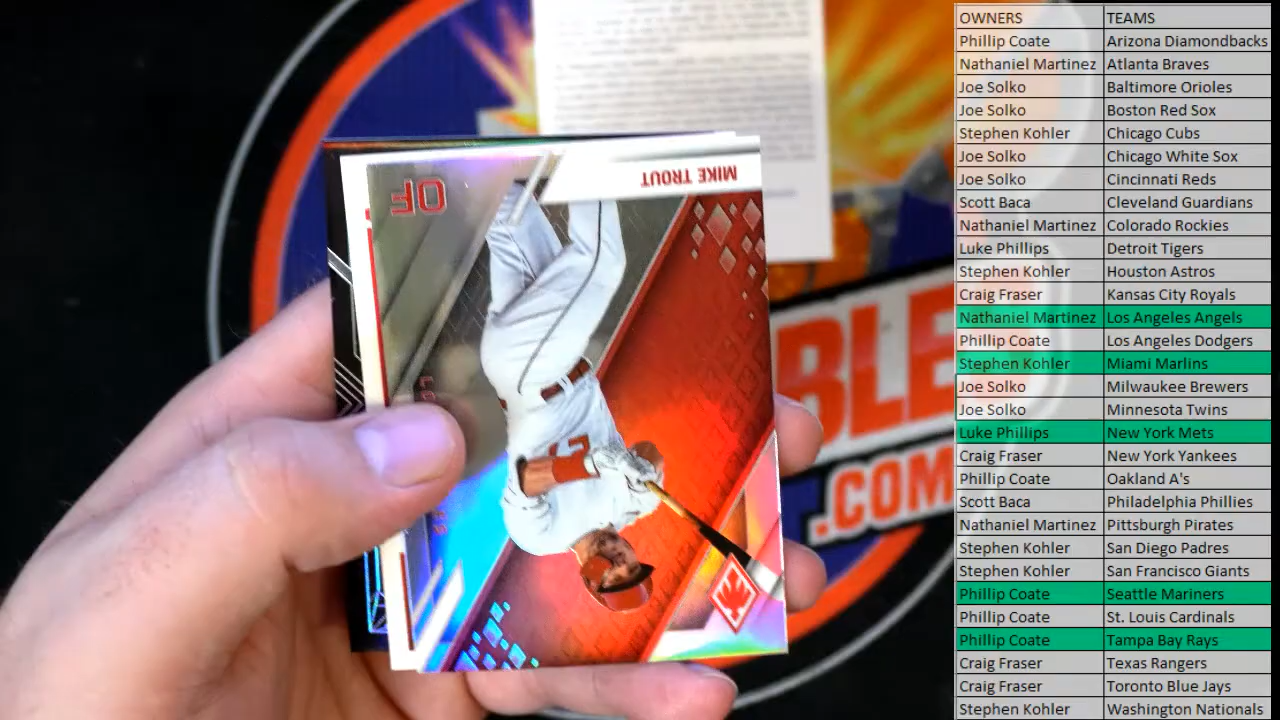 MIKE TROUT
OF
BLE
.COM
OWNERS TEAMS
Phillip Coate Arizona Diamondbacks
Nathaniel Martinez Atlanta Braves
Joe Solko Baltimore Orioles
Joe Solko Boston Red Sox
Stephen Kohler Chicago Cubs
Joe Solko Chicago White Sox
Joe Solko Cincinnati Reds
Scott Baca Cleveland Guardians
Nathaniel Martinez Colorado Rockies
Luke Phillips Detroit Tigers
Stephen Kohler Houston Astros
Craig Fraser Kansas City Royals
Nathaniel Martinez Los Angeles Angels
Phillip Coate Los Angeles Dodgers
Stephen Kohler Miami Marlins
Joe Solko Milwaukee Brewers
Joe Solko Minnesota Twins
Luke Phillips New York Mets
Craig Fraser New York Yankees
Phillip Coate Oakland A's
Scott Baca Philadelphia Phillies
Nathaniel Martinez Pittsburgh Pirates
Stephen Kohler San Diego Padres
Stephen Kohler San Francisco Giants
Phillip Coate Seattle Mariners
Phillip Coate St. Louis Cardinals
Phillip Coate Tampa Bay Rays
Craig Fraser Texas Rangers
Craig Fraser Toronto Blue Jays
Stephen Kohler Washington Nationals